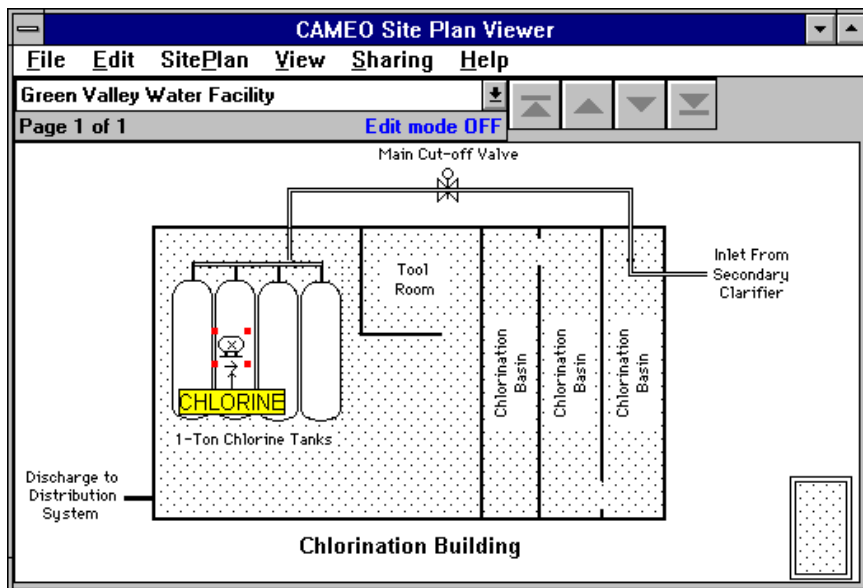 CAMEO Site Plan Viewer
File Edit SitePlan View Sharing Help
Green Valley Water Facility
Page 1 of 1
Edit mode OFF
Main Cut-off Valve
Tool
Room
Inlet From
Secondary
Clarifier
Chlorination
Basin
Chlorination
Basin
Chlorination
Basin
CHLORINE
1-Ton Chlorine Tanks
Discharge to
Distribution
System
Chlorination Building